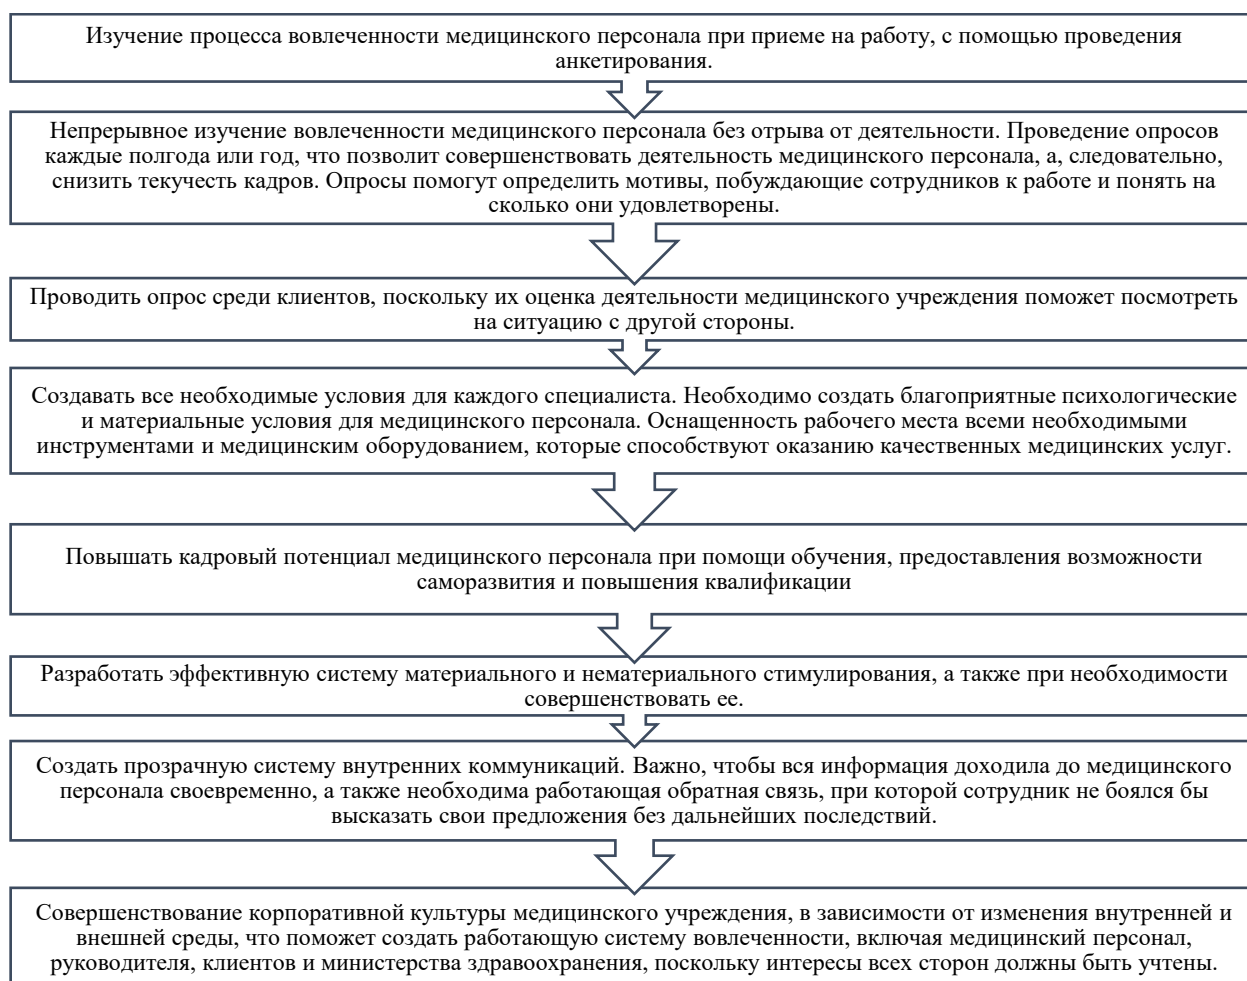 Изучение процесса вовлеченности медицинского персонала при приеме на работу, с помощью проведения
анкетирования.
Непрерывное изучение вовлеченности медицинского персонала без отрыва от деятельности. Проведение опросов
каждые полгода или год, что позволит совершенствовать деятельность медицинского персонала, а, следовательно,
снизить текучесть кадров. Опросы помогут определить мотивы, побуждающие сотрудников к работе и понять на
сколько они удовлетворены.
Проводить опрос среди клиентов, поскольку их оценка деятельности медицинского учреждения поможет посмотреть
на ситуацию с другой стороны.
Создавать все необходимые условия для каждого специалиста. Необходимо создать благоприятные психологические
и материальные условия для медицинского персонала. Оснащенность рабочего места всеми необходимыми
инструментами и медицинским оборудованием, которые способствуют оказанию качественных медицинских услуг.
Повышать кадровый потенциал медицинского персонала при помощи обучения, предоставления возможности
саморазвития и повышения квалификации
Разработать эффективную систему материального и нематериального стимулирования, а также при необходимости
совершенствовать ее.
Создать прозрачную систему внутренних коммуникаций. Важно, чтобы вся информация доходила до медицинского
персонала своевременно, а также необходима работающая обратная связь, при которой сотрудник не боялся бы
высказать свои предложения без дальнейших последствий.
Совершенствование корпоративной культуры медицинского учреждения, в зависимости от изменения внутренней и
внешней среды, что поможет создать работающую систему вовлеченности, включая медицинский персонал,
руководителя, клиентов и министерства здравоохранения, поскольку интересы всех сторон должны быть учтены.